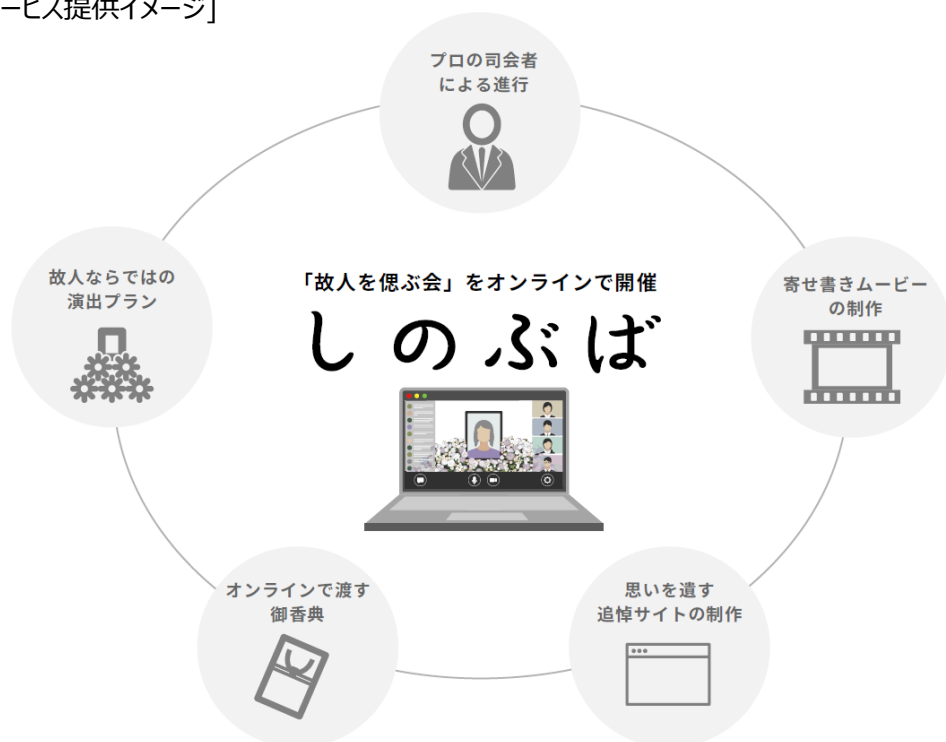 ービス提供イメージ]
プロの司会者
による進行
故人ならではの
演出プラン
寄せ書きムービー
の制作
「故人を偲ぶ会」をオンラインで開催
しのぶば
オンラインで渡す
御香典
思いを遺す
追悼サイトの制作